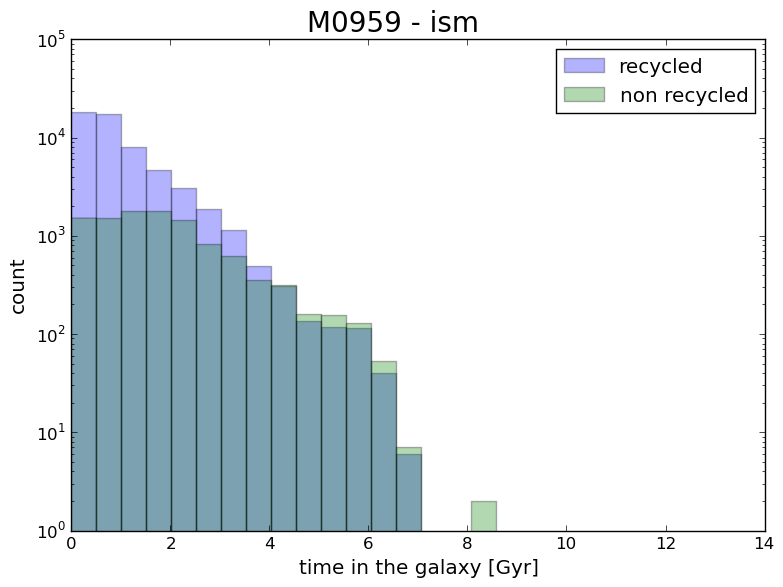 M0959 - ism
10^5
10^4
10^3
10^2
10^1
10^0
count
recycled
non recycled
0 2 4 6 8 10 12 14
time in the galaxy [Gyr]